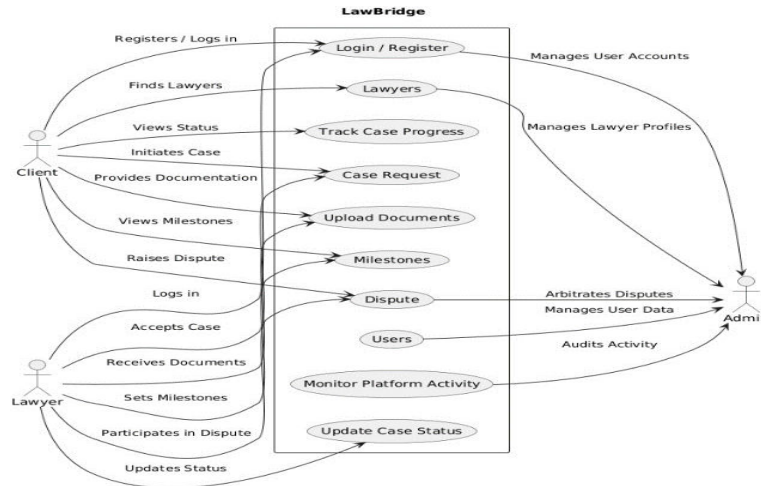 LawBridge
Registers / Logs in
Login / Register
Manages User Accounts
Finds Lawyers
Lawyers
Manages Lawyer Profiles
Views Status
Track Case Progress
Initiates Case
Case Request
Client
Provides Documentation
Upload Documents
Views Milestones
Milestones
Raises Dispute
Dispute
Arbitrates Disputes
Logs in
Manages User Data
Admi
Accepts Case
Users
Audits Activity
Receives Documents
Monitor Platform Activity
Lawyer
Sets Milestones
Participates in Dispute
Update Case Status
Updates Status